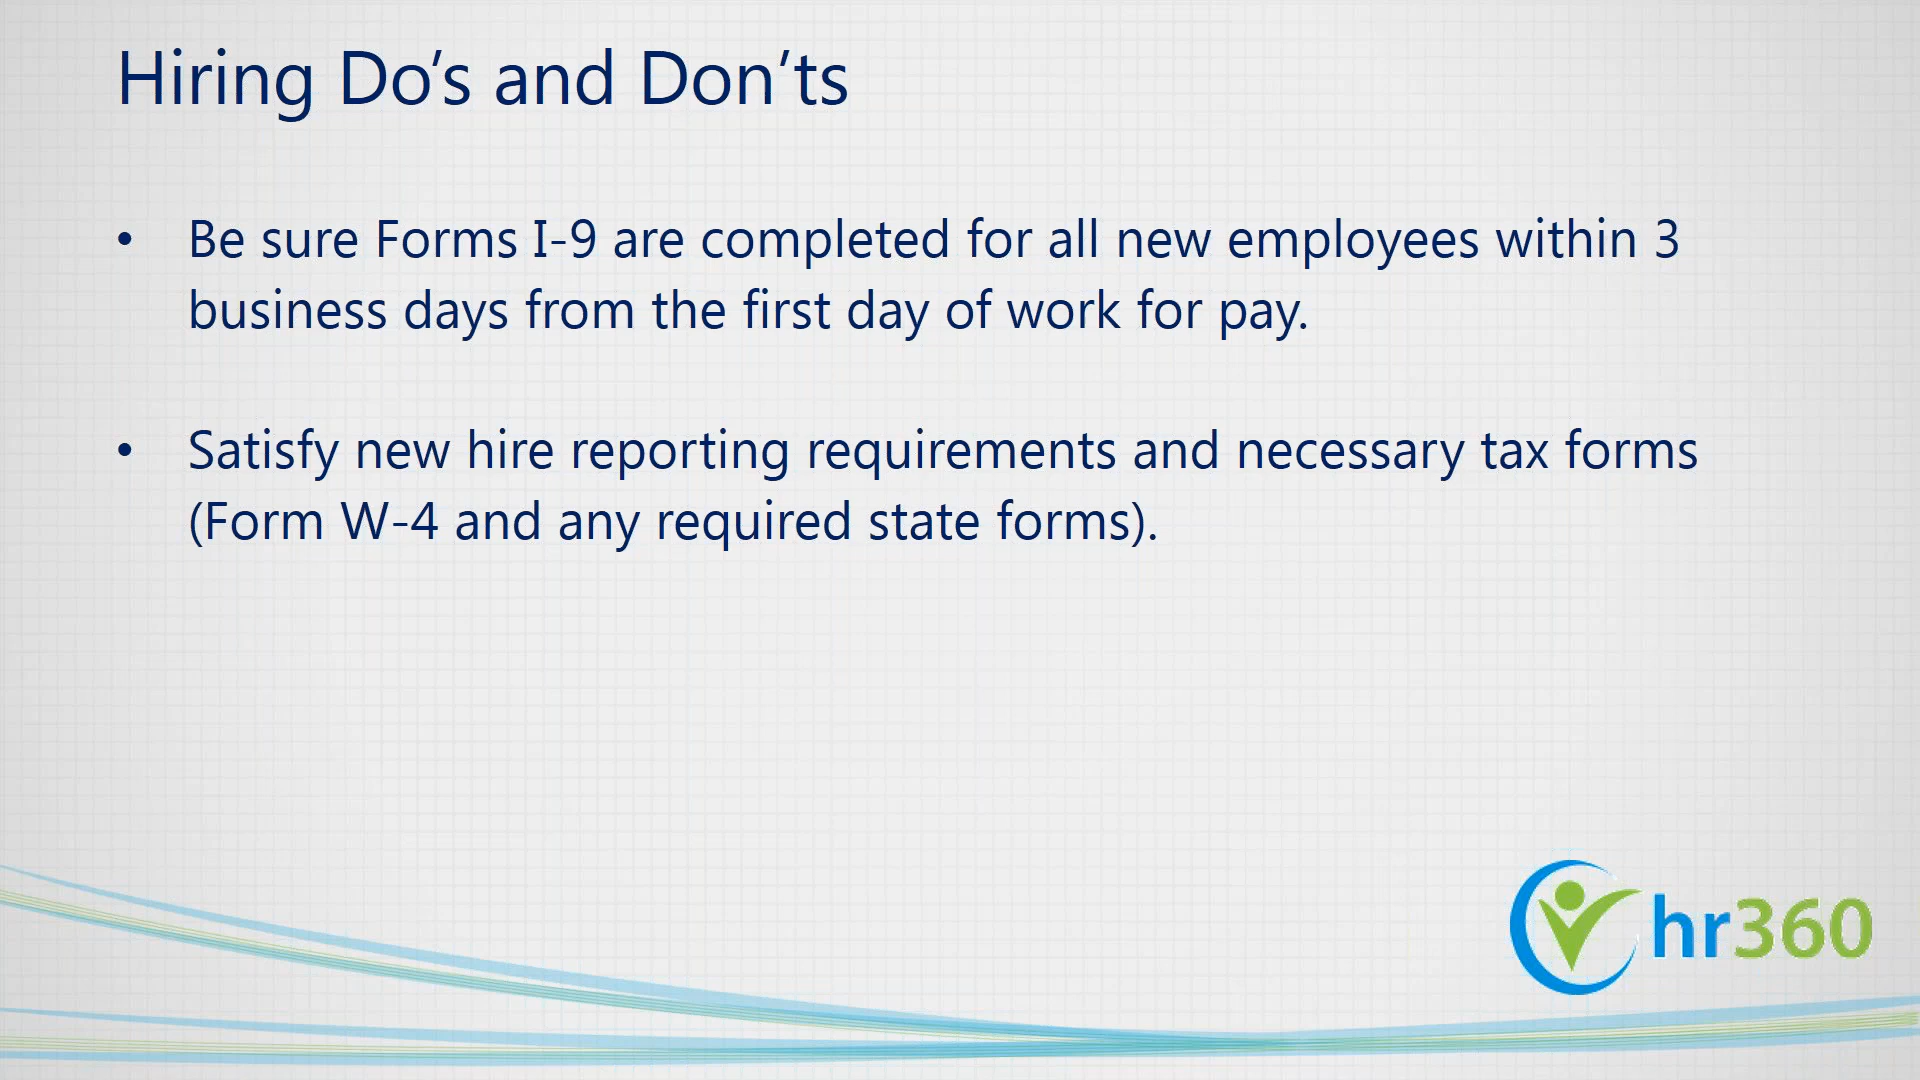 Hiring Do’s and Don’ts
• Be sure Forms I-9 are completed for all new employees within 3
business days from the first day of work for pay.
• Satisfy new hire reporting requirements and necessary tax forms
(Form W-4 and any required state forms).
hr360